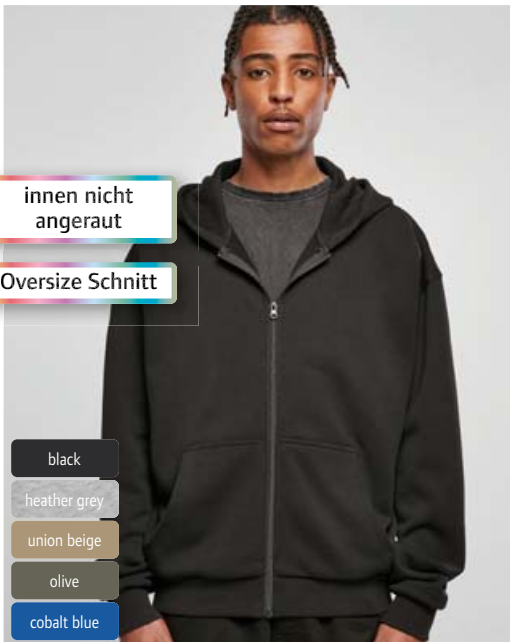 innen nicht
angeraut
Oversize Schnitt
black
heather grey
union beige
olive
cobalt blue